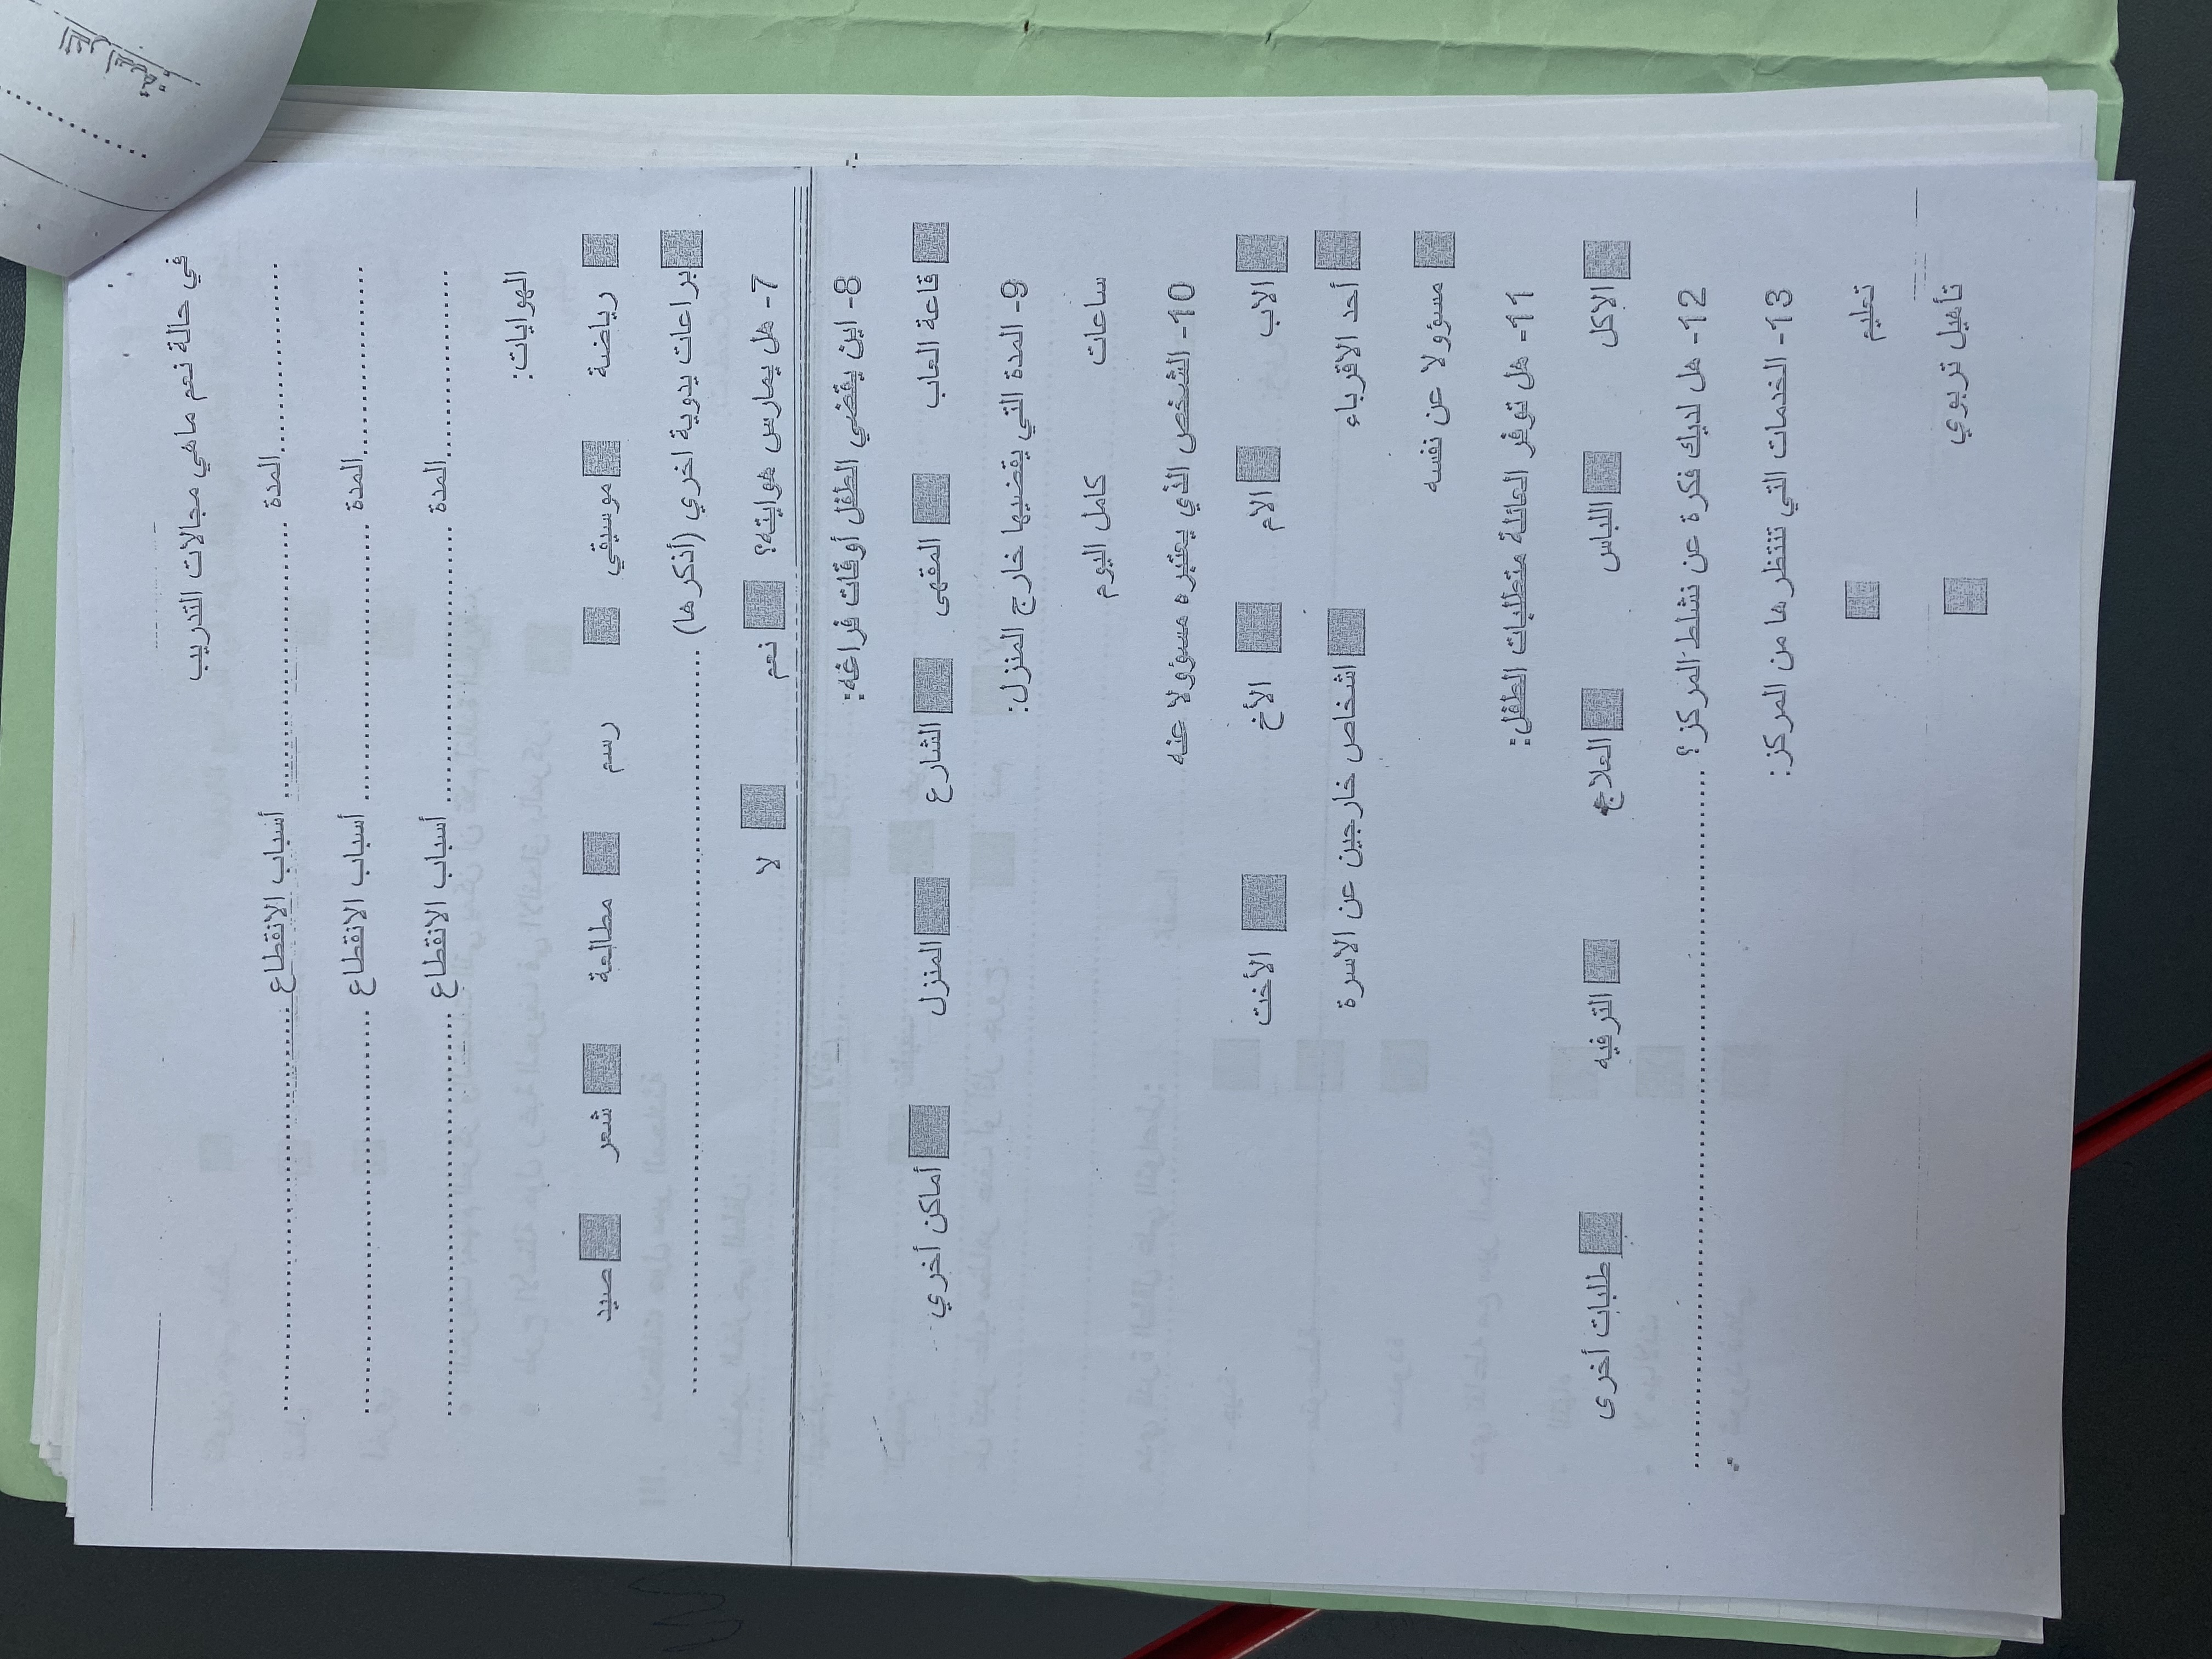 الدراسية:
في حالة نعم ماهي مجالات التدريب
..................المدة ........................... أسباب الانقطاع .......................................
..................المدة ........................... أسباب الانقطاع .......................................
..................المدة ........................... أسباب الانقطاع .......................................
الهوايات:
رياضة موسيقي رسم مطالعة شعر صيد
براعات يدوية اخري (أذكرها) ........................................................................
7- هل يمارس هوايته؟ نعم لا
8- اين يقضي الطفل أوقات فراغه:
قاعة العاب المقهى الشارع المنزل أماكن أخري
9- المدة التي يقضيها خارج المنزل:
ساعات كامل اليوم
10- الشخص الذي يعتبره مسؤولا عنه
الاب الام الأخ الأخت
أحد الاقرباء اشخاص خارجين عن الاسرة
مسؤولا عن نفسه
11- هل توفر العائلة متطلبات الطفل:
الاكل اللباس العلاج الترفيه طلبات أخرى
12- هل لديك فكرة عن نشلط المركز؟ ....................................................................
13- الخدمات التي تنتظرها من المركز:
تعليم
تأهيل تربوي